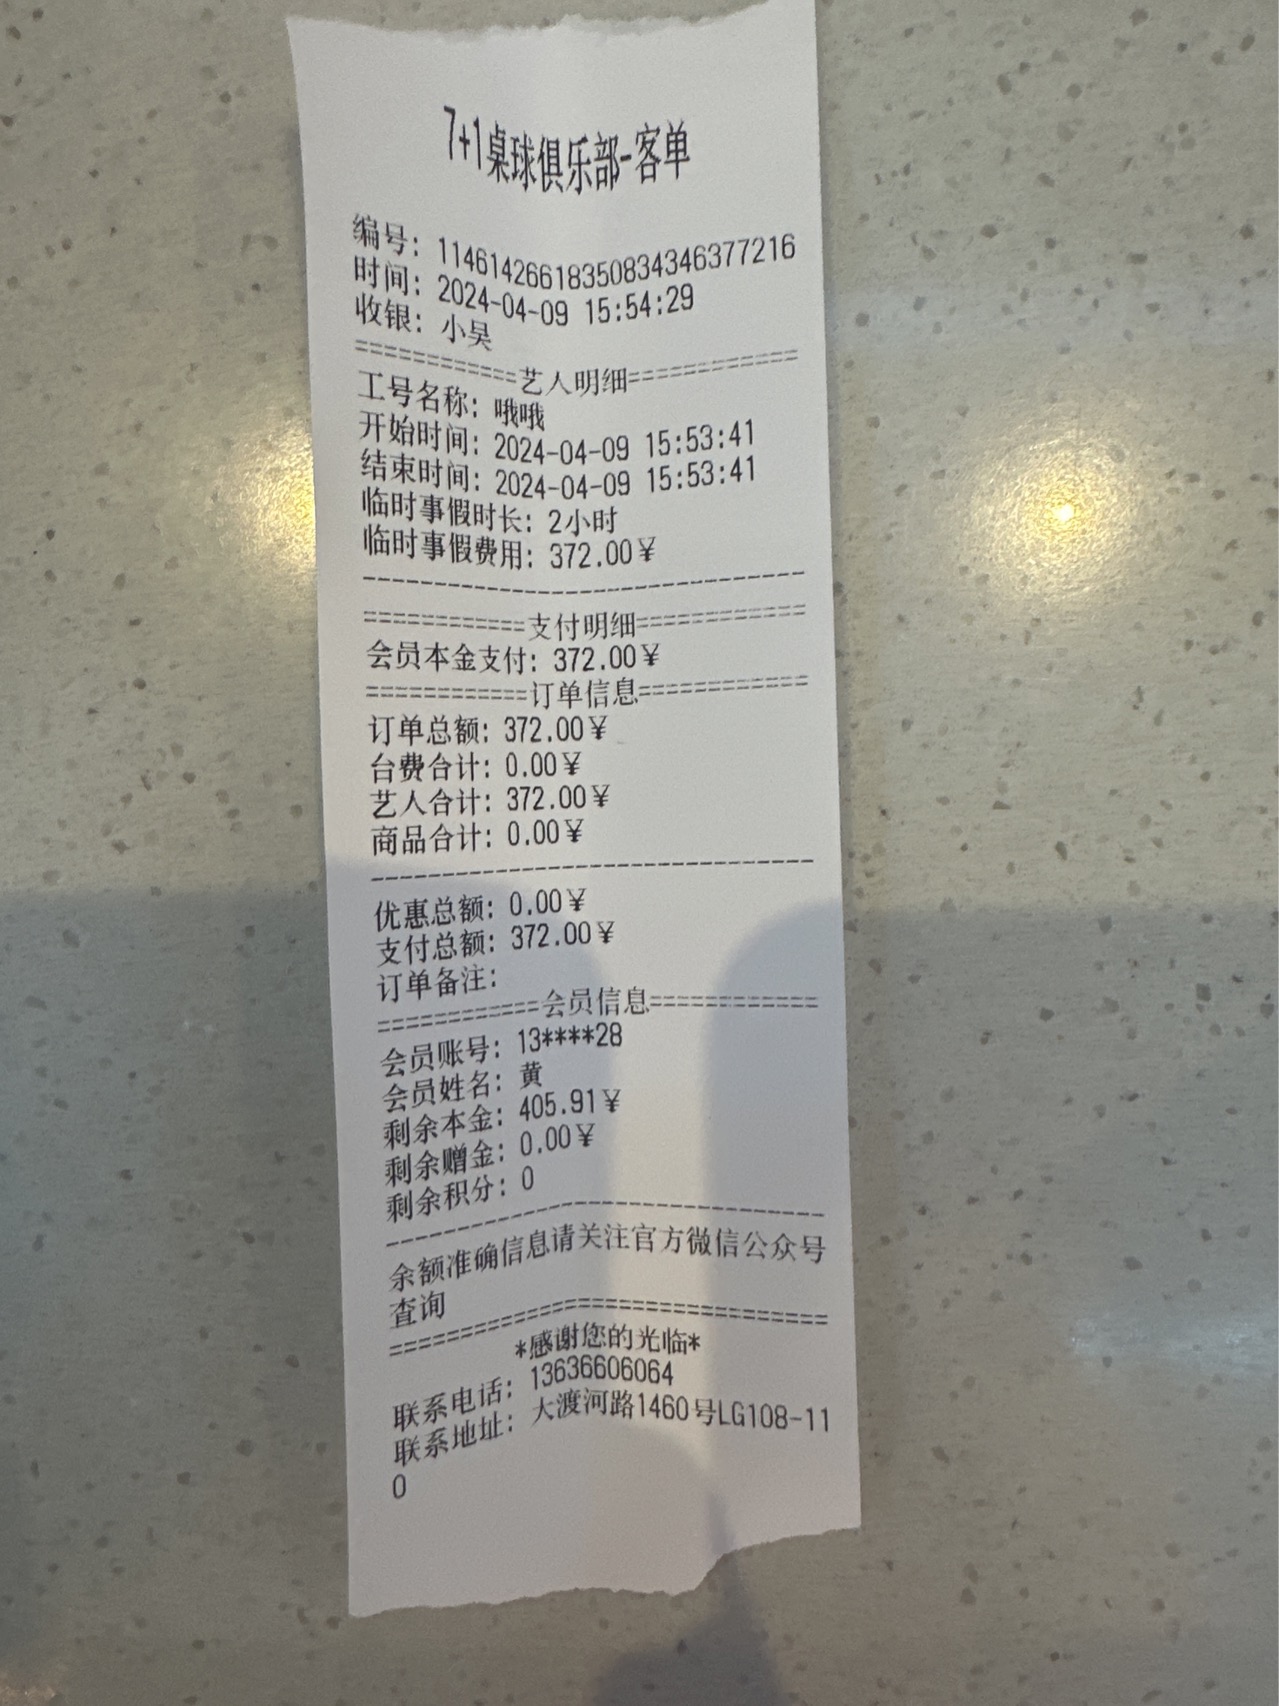 7+1桌球俱乐部-客单
编号: 1146142661835083434​6377216
时间: 2024-04-09 15:54:29
收银: 小昊
===========艺人明细============
工号名称: 哦哦
开始时间: 2024-04-09 15:53:41
结束时间: 2024-04-09 15:53:41
临时事假时长: 2小时
临时事假费用: 372.00¥
--------------------------------
===========支付明细============
会员本金支付: 372.00¥
===========订单信息============
订单总额: 372.00¥
台费合计: 0.00¥
艺人合计: 372.00¥
商品合计: 0.00¥
--------------------------------
优惠总额: 0.00¥
支付总额: 372.00¥
订单备注:
===========会员信息============
会员账号: 13****28
会员姓名: 黄
剩余本金: 405.91¥
剩余赠金: 0.00¥
剩余积分: 0
--------------------------------
余额准确信息请关注官方微信公众号
查询
================================
*感谢您的光临*
联系电话: 13636606064
联系地址: 大渡河路1460号LG108-11
0